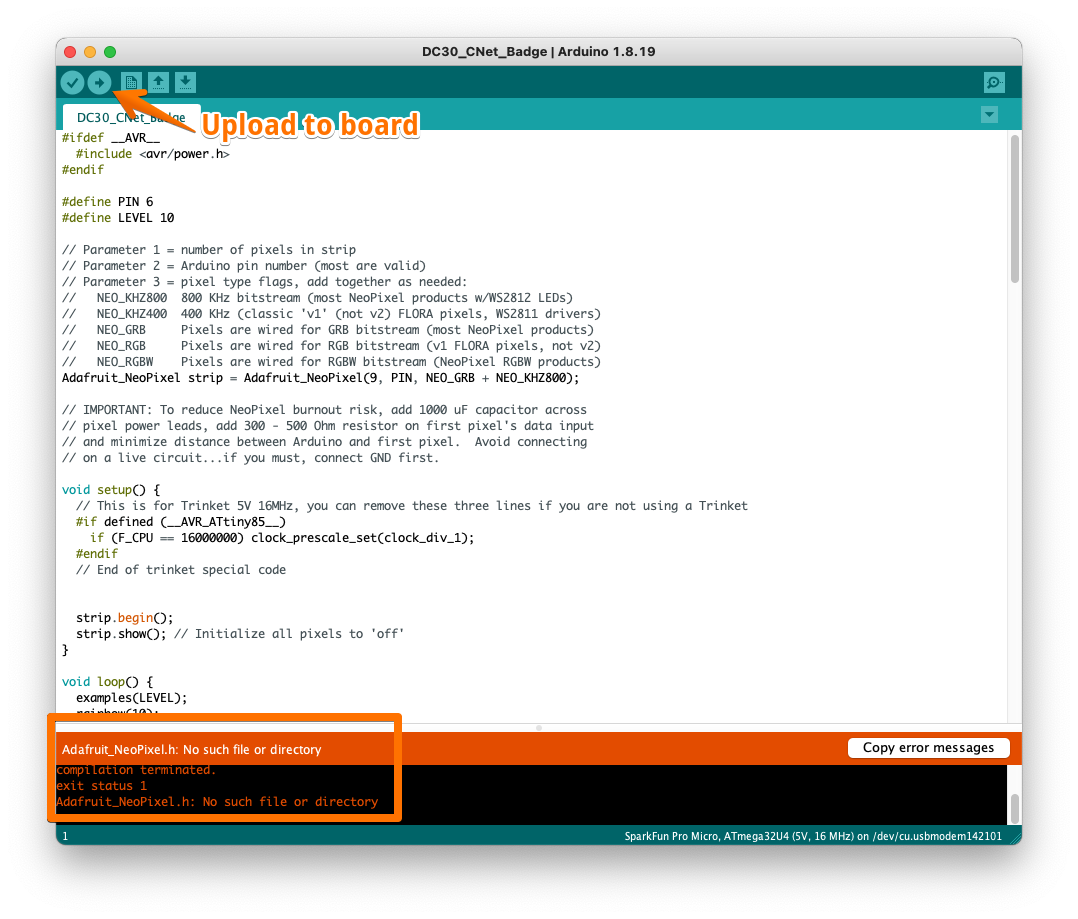 DC30_CNet_Badge | Arduino 1.8.19
DC30_CNet_Badge
Upload to board
#ifdef __AVR__
  #include <avr/power.h>
#endif
#define PIN 6
#define LEVEL 10
// Parameter 1 = number of pixels in strip
// Parameter 2 = Arduino pin number (most are valid)
// Parameter 3 = pixel type flags, add together as needed:
//   NEO_KHZ800  800 KHz bitstream (most NeoPixel products w/WS2812 LEDs)
//   NEO_KHZ400  400 KHz (classic 'v1' (not v2) FLORA pixels, WS2811 drivers)
//   NEO_GRB     Pixels are wired for GRB bitstream (most NeoPixel products)
//   NEO_RGB     Pixels are wired for RGB bitstream (v1 FLORA pixels, not v2)
//   NEO_RGBW    Pixels are wired for RGBW bitstream (NeoPixel RGBW products)
Adafruit_NeoPixel strip = Adafruit_NeoPixel(9, PIN, NEO_GRB + NEO_KHZ800);
// IMPORTANT: To reduce NeoPixel burnout risk, add 1000 uF capacitor across
// pixel power leads, add 300 - 500 Ohm resistor on first pixel's data input
// and minimize distance between Arduino and first pixel.  Avoid connecting
// on a live circuit...if you must, connect GND first.
void setup() {
  // This is for Trinket 5V 16MHz, you can remove these three lines if you are not using a Trinket
  #if defined (__AVR_ATtiny85__)
    if (F_CPU == 16000000) clock_prescale_set(clock_div_1);
  #endif
  // End of trinket special code
  strip.begin();
  strip.show(); // Initialize all pixels to 'off'
}
void loop() {
  examples(LEVEL);
  rainbow(10);
Adafruit_NeoPixel.h: No such file or directory
Copy error messages
compilation terminated.
exit status 1
Adafruit_NeoPixel.h: No such file or directory
1
SparkFun Pro Micro, ATmega32U4 (5V, 16 MHz) on /dev/cu.usbmodem142101